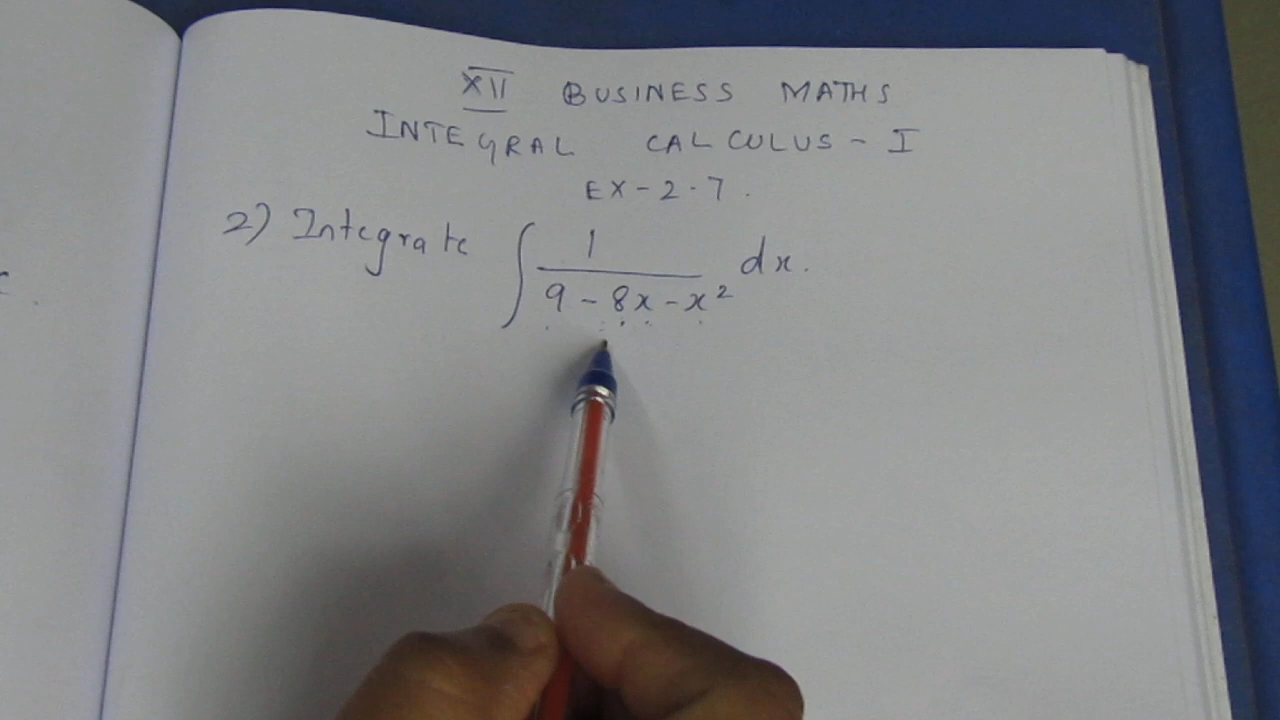 XII BUSINESS MATHS
INTEGRAL CALCULUS - I
EX - 2.7.
2) Integrate ∫ 1/(9 - 8x - x²) dx.